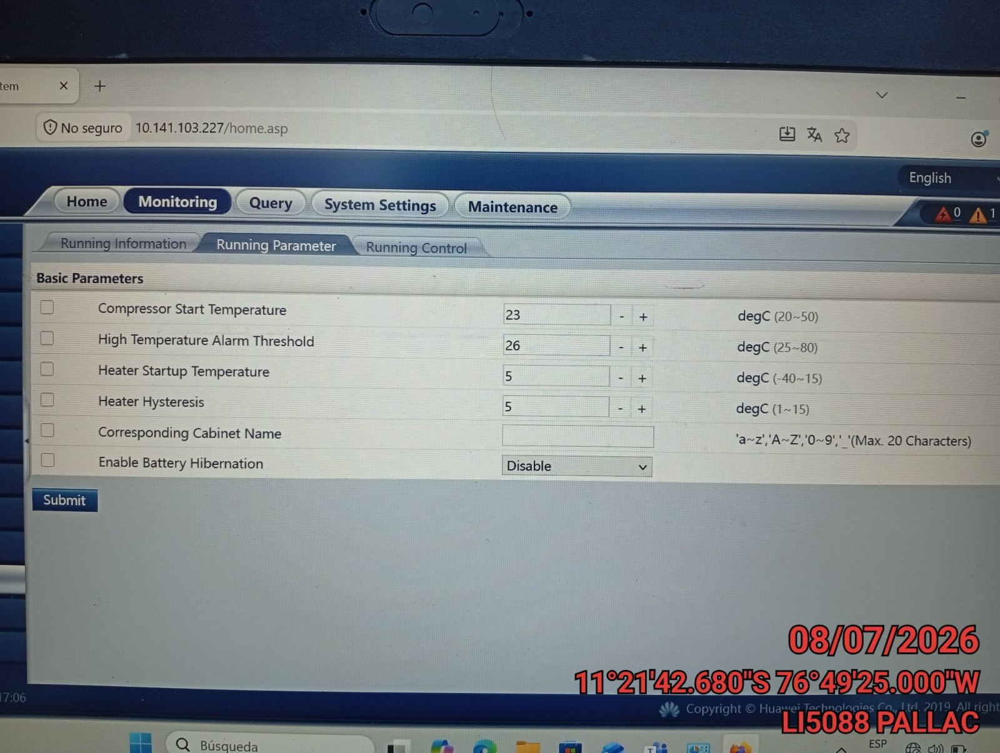 tem × +
No seguro 10.141.103.227/home.asp
English
Home Monitoring Query System Settings Maintenance
0 1
Running Information Running Parameter Running Control
Basic Parameters
Compressor Start Temperature 23 - + degC (20~50)
High Temperature Alarm Threshold 26 - + degC (25~80)
Heater Startup Temperature 5 - + degC (-40~15)
Heater Hysteresis 5 - + degC (1~15)
Corresponding Cabinet Name 'a~z','A~Z','0~9','_'(Max. 20 Characters)
Enable Battery Hibernation Disable
Submit
08/07/2026
11°21'42.680"S 76°49'25.000"W
17:06
Copyright © Huawei Technologies Co., Ltd. 2019. All right
LI5088 PALLAC
Búsqueda
ESP